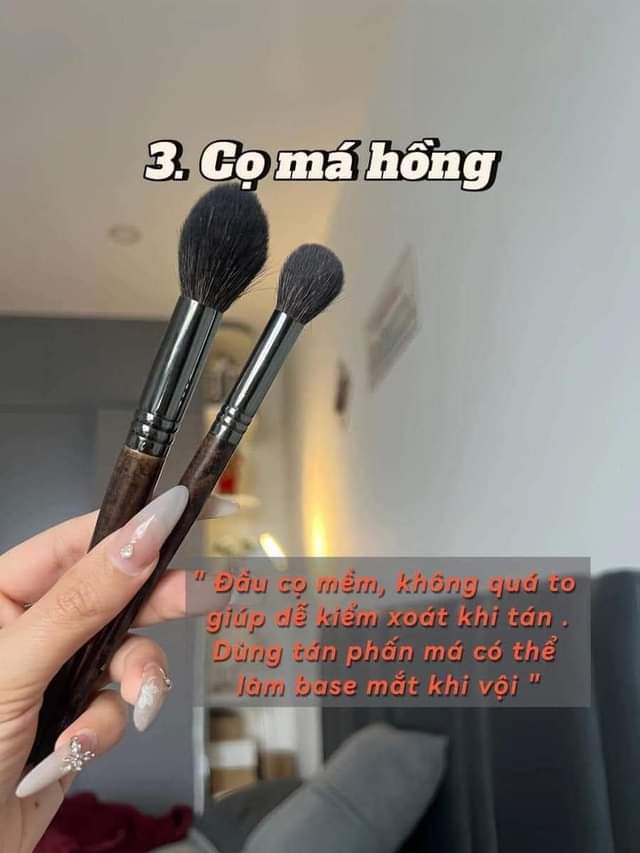 3. Cọ má hồng
" Đầu cọ mềm, không quá to
giúp dễ kiểm xoát khi tán .
Dùng tán phấn má có thể
làm base mắt khi vội "